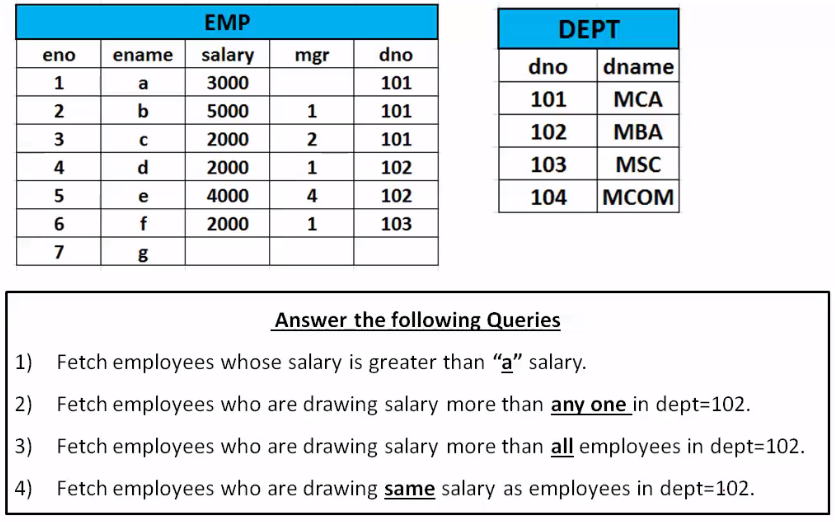 EMP
eno ename salary mgr dno
1 a 3000 101
2 b 5000 1 101
3 c 2000 2 101
4 d 2000 1 102
5 e 4000 4 102
6 f 2000 1 103
7 g
DEPT
dno dname
101 MCA
102 MBA
103 MSC
104 MCOM
Answer the following Queries
1) Fetch employees whose salary is greater than “a” salary.
2) Fetch employees who are drawing salary more than any one in dept=102.
3) Fetch employees who are drawing salary more than all employees in dept=102.
4) Fetch employees who are drawing same salary as employees in dept=102.